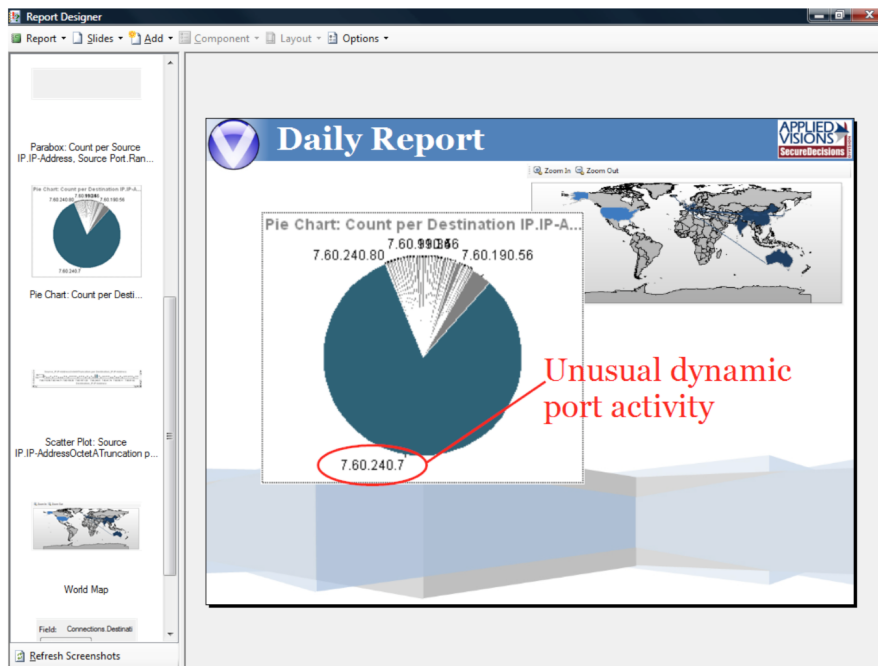 Report Designer
Report Slides Add Component Layout Options
Parabox: Count per Source
IP.IP-Address, Source Port.Ran...
Pie Chart: Count per Destination IP.IP-A...
7.60.240.80
7.60.190.56
7.60.240.7
Pie Chart: Count per Desti...
Scatter Plot: Source
IP.IP-AddressOctetATruncation p...
World Map
Field: Connections.Destinati
Refresh Screenshots
Daily Report
APPLIED
VISIONS
SecureDecisions
Zoom In Zoom Out
Pie Chart: Count per Destination IP.IP-A...
7.60.240.80
7.60.190.56
7.60.240.7
Unusual dynamic
port activity